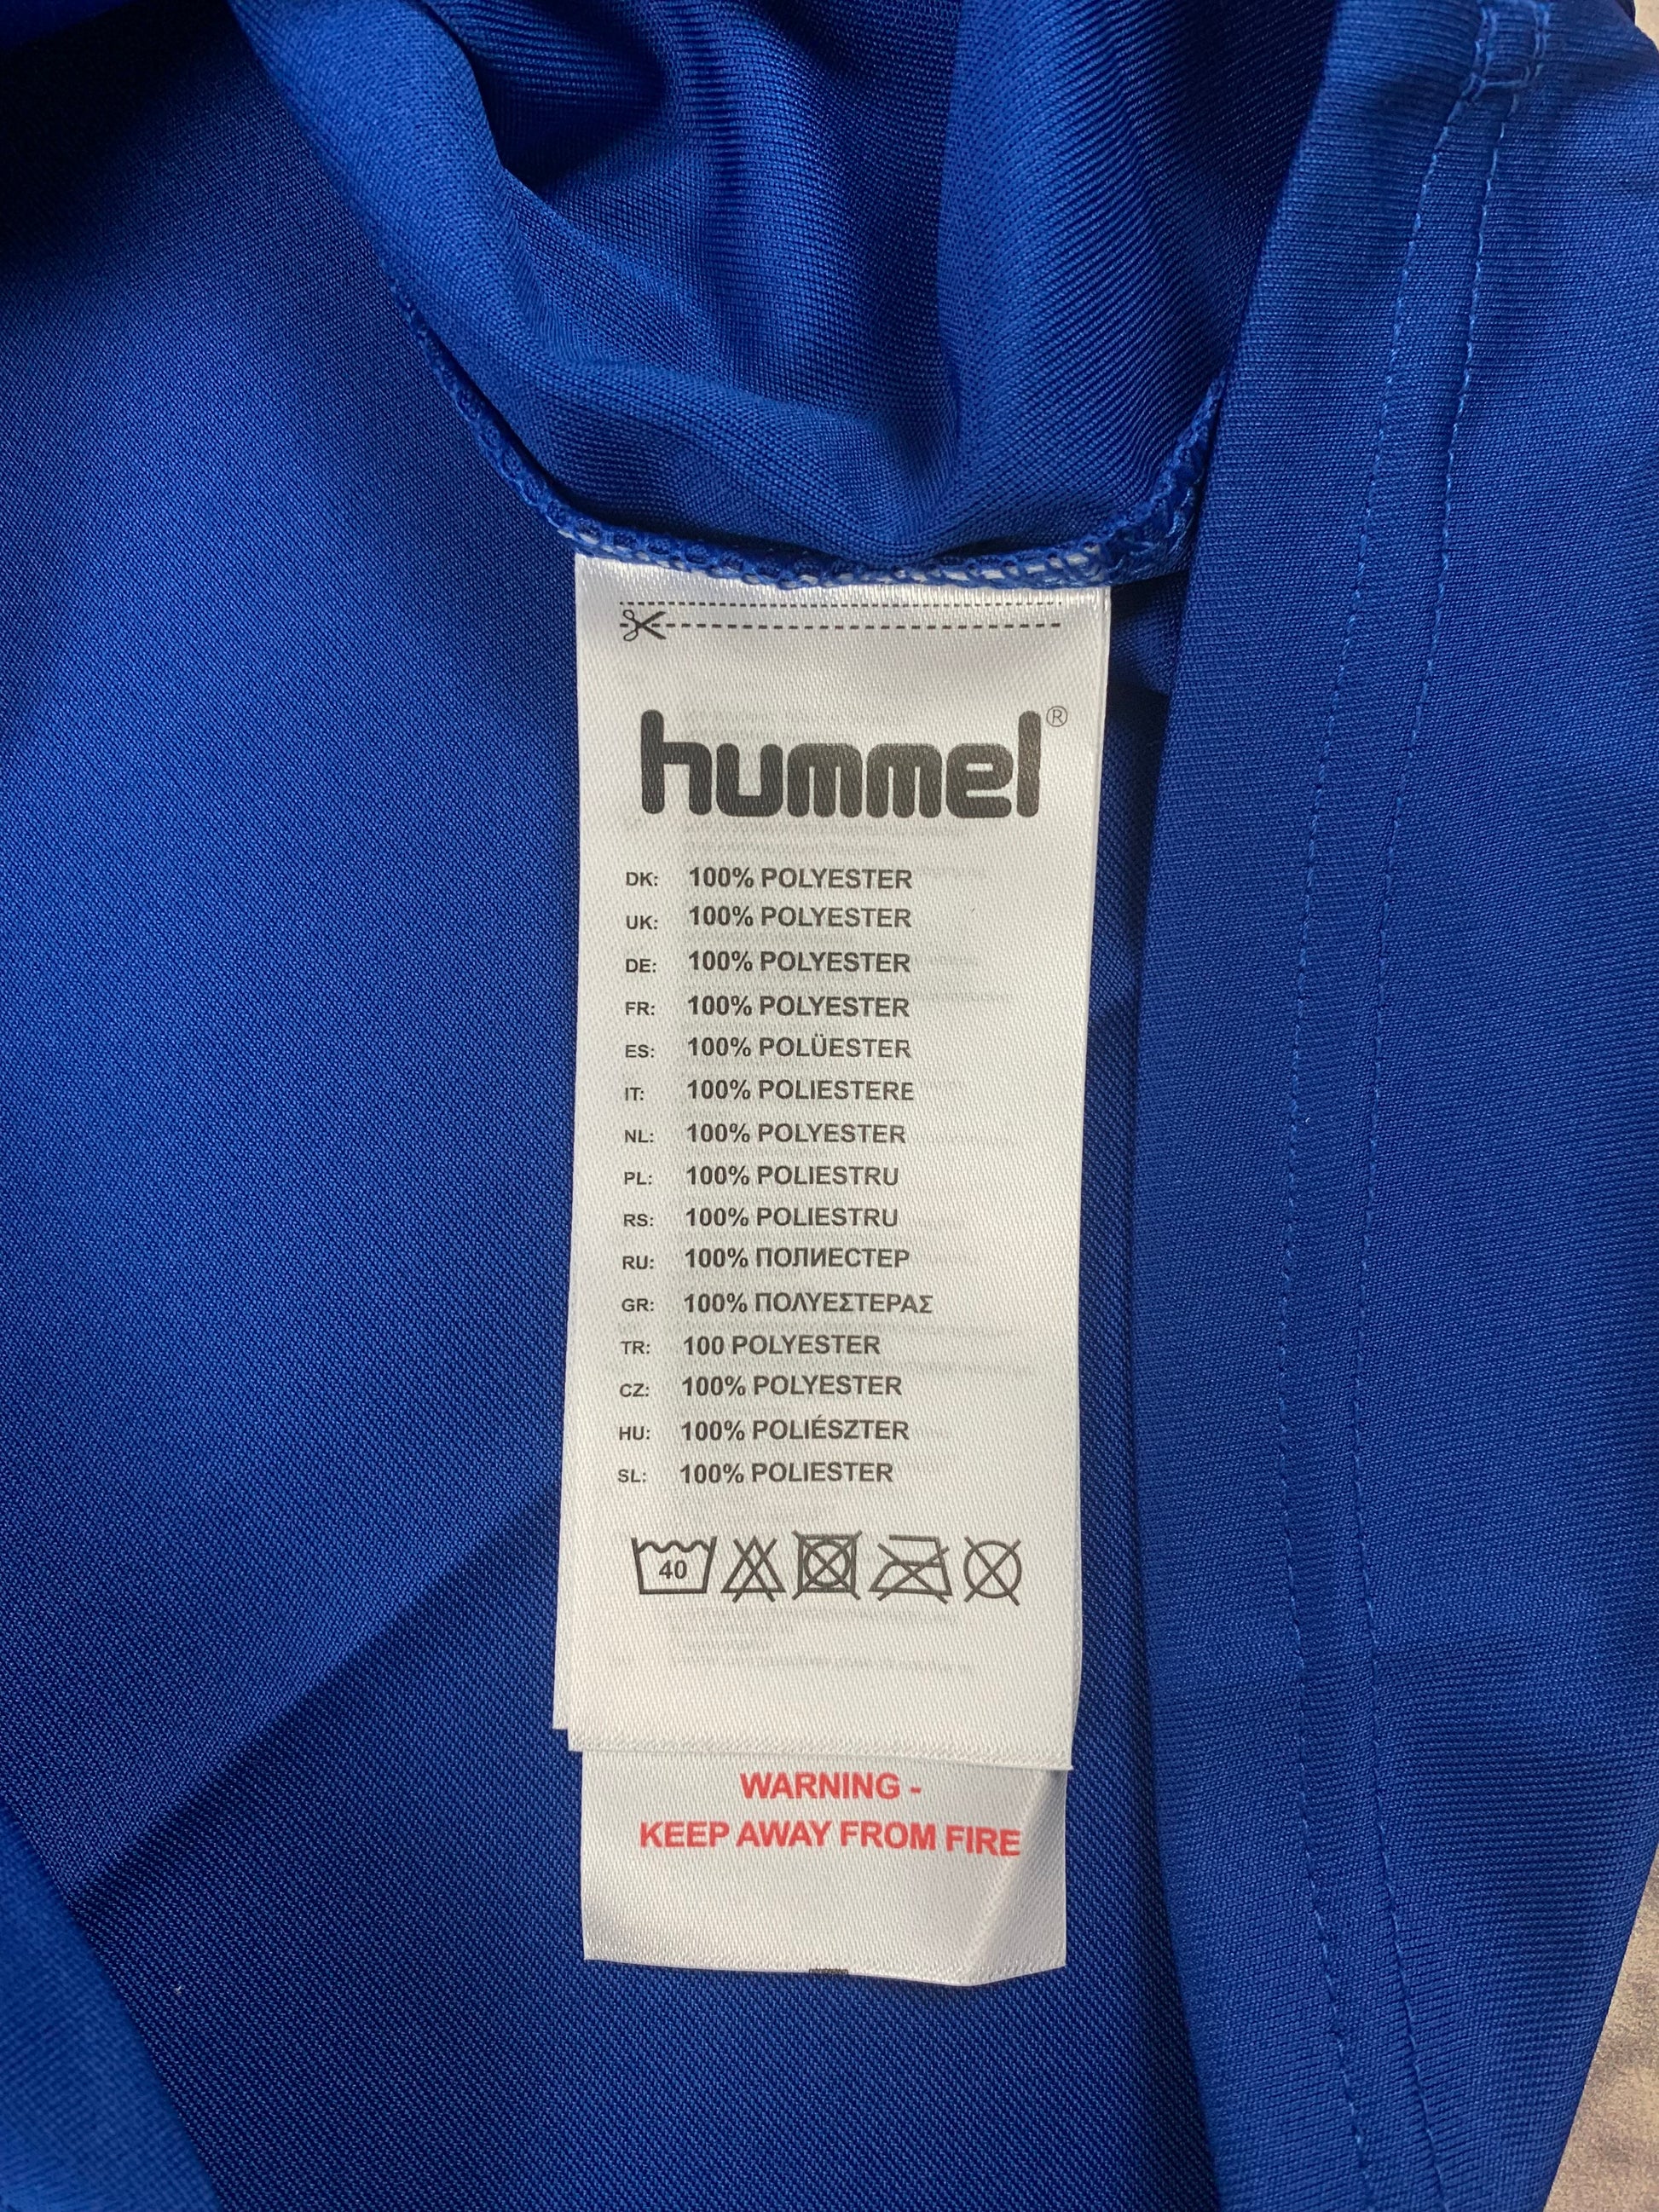 hummel®
DK: 100% POLYESTER
UK: 100% POLYESTER
DE: 100% POLYESTER
FR: 100% POLYESTER
ES: 100% POLÜESTER
IT: 100% POLIESTERE
NL: 100% POLYESTER
PL: 100% POLIESTRU
RS: 100% POLIESTRU
RU: 100% ПОЛИЕСТЕР
GR: 100% ΠΟΛΥΕΣΤΕΡΑΣ
TR: 100 POLYESTER
CZ: 100% POLYESTER
HU: 100% POLIÉSZTER
SL: 100% POLIESTER
40
WARNING -
KEEP AWAY FROM FIRE